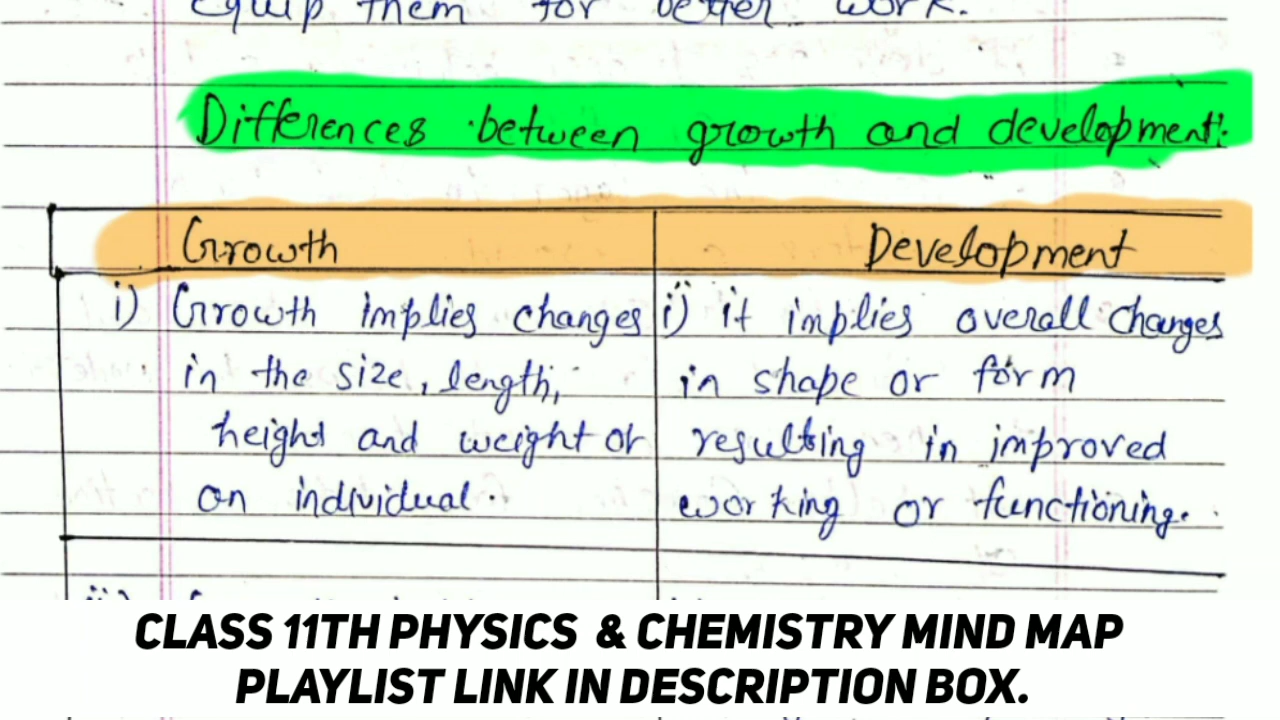 equip them for better work.
Differences between growth and development:
Growth
Development
i) Growth implies changes
in the size, length,
height and weight of
an individual.
i) it implies overall changes
in shape or form
resulting in improved
working or functioning.
CLASS 11TH PHYSICS & CHEMISTRY MIND MAP
PLAYLIST LINK IN DESCRIPTION BOX.